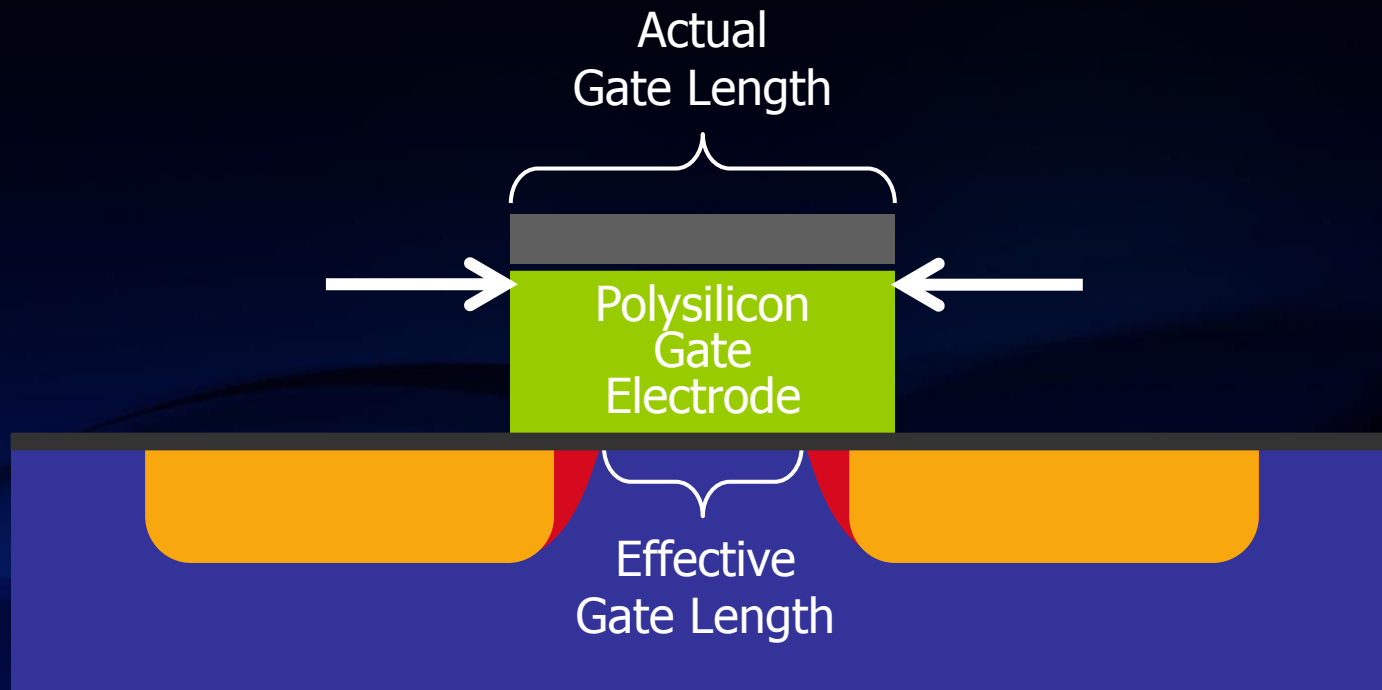 Actual
Gate Length
Polysilicon
Gate
Electrode
Effective
Gate Length